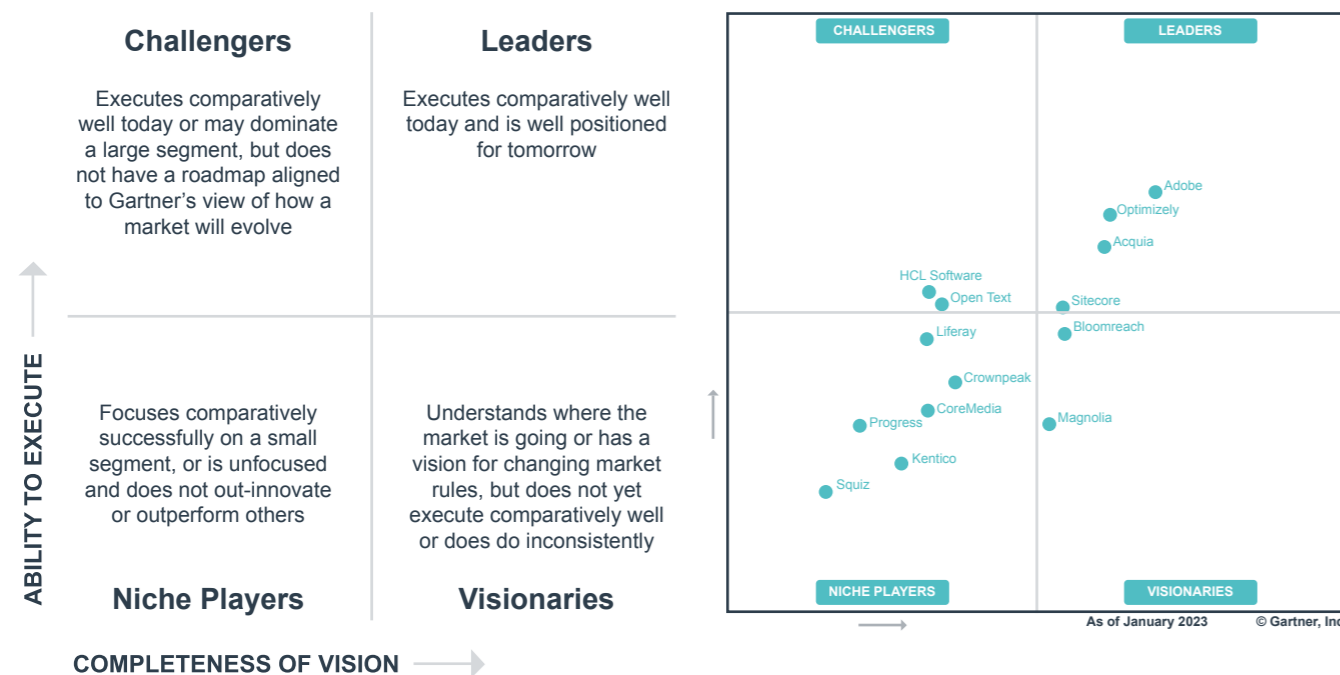 Challengers
Executes comparatively
well today or may dominate
a large segment, but does
not have a roadmap aligned
to Gartner’s view of how a
market will evolve
Leaders
Executes comparatively well
today and is well positioned
for tomorrow
ABILITY TO EXECUTE
Focuses comparatively
successfully on a small
segment, or is unfocused
and does not out-innovate
or outperform others
Niche Players
Understands where the
market is going or has a
vision for changing market
rules, but does not yet
execute comparatively well
or does do inconsistently
Visionaries
COMPLETENESS OF VISION
CHALLENGERS
LEADERS
Adobe
Optimizely
Acquia
HCL Software
Open Text
Sitecore
Bloomreach
Liferay
Crownpeak
CoreMedia
Progress
Magnolia
Kentico
Squiz
NICHE PLAYERS
VISIONARIES
As of January 2023
© Gartner, Inc